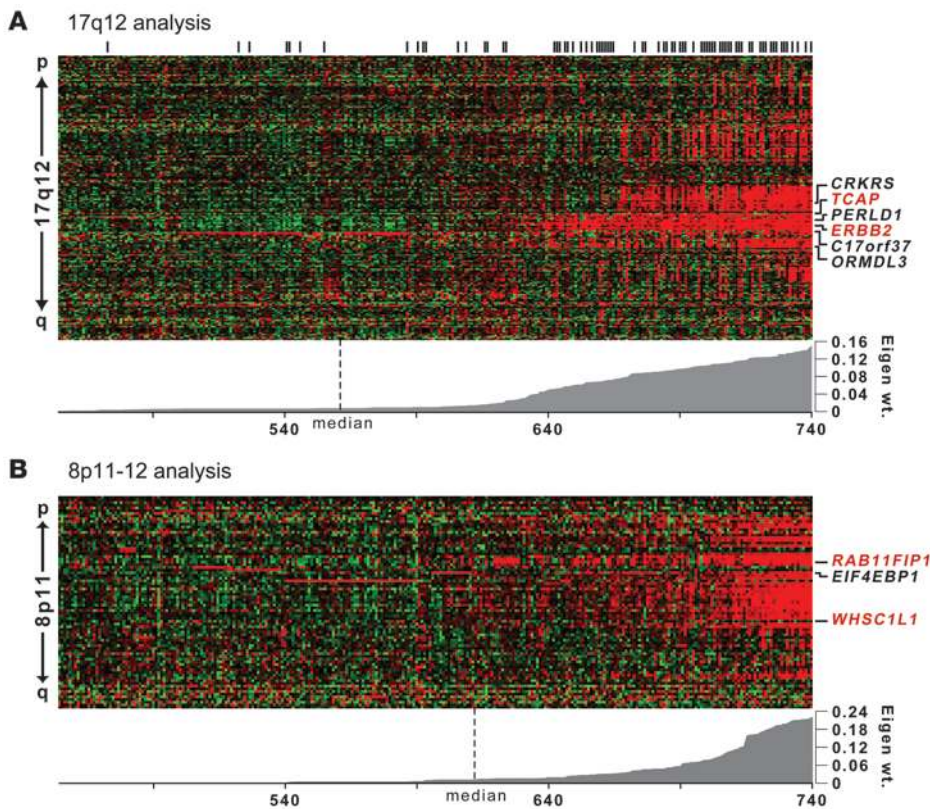 A 17q12 analysis
p
17q12
q
CRKRS
TCAP
PERLD1
ERBB2
C17orf37
ORMDL3
0.16
0.12
0.08
0.04
0
Eigen wt.
540
median
640
740
B 8p11-12 analysis
p
8p11
q
RAB11FIP1
EIF4EBP1
WHSC1L1
0.24
0.18
0.12
0.06
0
Eigen wt.
540
median
640
740